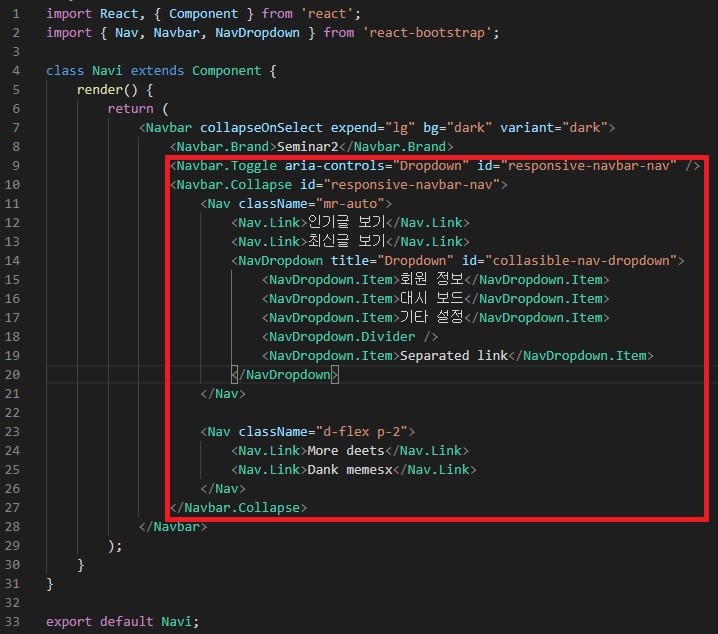 1 import React, { Component } from 'react';
2 import { Nav, Navbar, NavDropdown } from 'react-bootstrap';
3
4 class Navi extends Component {
5     render() {
6         return (
7             <Navbar collapseOnSelect expend="lg" bg="dark" variant="dark">
8                 <Navbar.Brand>Seminar2</Navbar.Brand>
9                 <Navbar.Toggle aria-controls="Dropdown" id="responsive-navbar-nav" />
10                 <Navbar.Collapse id="responsive-navbar-nav">
11                     <Nav className="mr-auto">
12                         <Nav.Link>인기글 보기</Nav.Link>
13                         <Nav.Link>최신글 보기</Nav.Link>
14                         <NavDropdown title="Dropdown" id="collasible-nav-dropdown">
15                             <NavDropdown.Item>회원 정보</NavDropdown.Item>
16                             <NavDropdown.Item>대시 보드</NavDropdown.Item>
17                             <NavDropdown.Item>기타 설정</NavDropdown.Item>
18                             <NavDropdown.Divider />
19                             <NavDropdown.Item>Separated link</NavDropdown.Item>
20                         </NavDropdown>
21                     </Nav>
22
23                     <Nav className="d-flex p-2">
24                         <Nav.Link>More deets</Nav.Link>
25                         <Nav.Link>Dank memesx</Nav.Link>
26                     </Nav>
27                 </Navbar.Collapse>
28             </Navbar>
29         );
30     }
31 }
32
33 export default Navi;